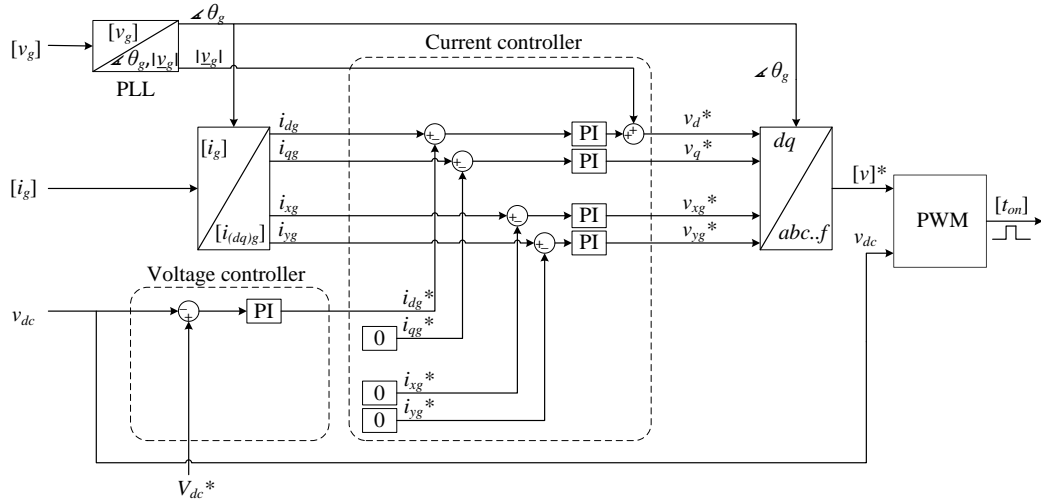 ∡θg
[vg]
[vg]
∡θg,|vg|
|vg|
PLL
Current controller
∡θg
[ig]
[ig]
[i(dq)g]
idg
iqg
ixg
iyg
+
−
+
−
+
−
+
−
PI
PI
PI
PI
+
+
vd*
vq*
vxg*
vyg*
dq
abc..f
[v]*
vdc
PWM
[ton]
Voltage controller
vdc
−
+
PI
Vdc*
idg*
0
iqg*
0
ixg*
0
iyg*